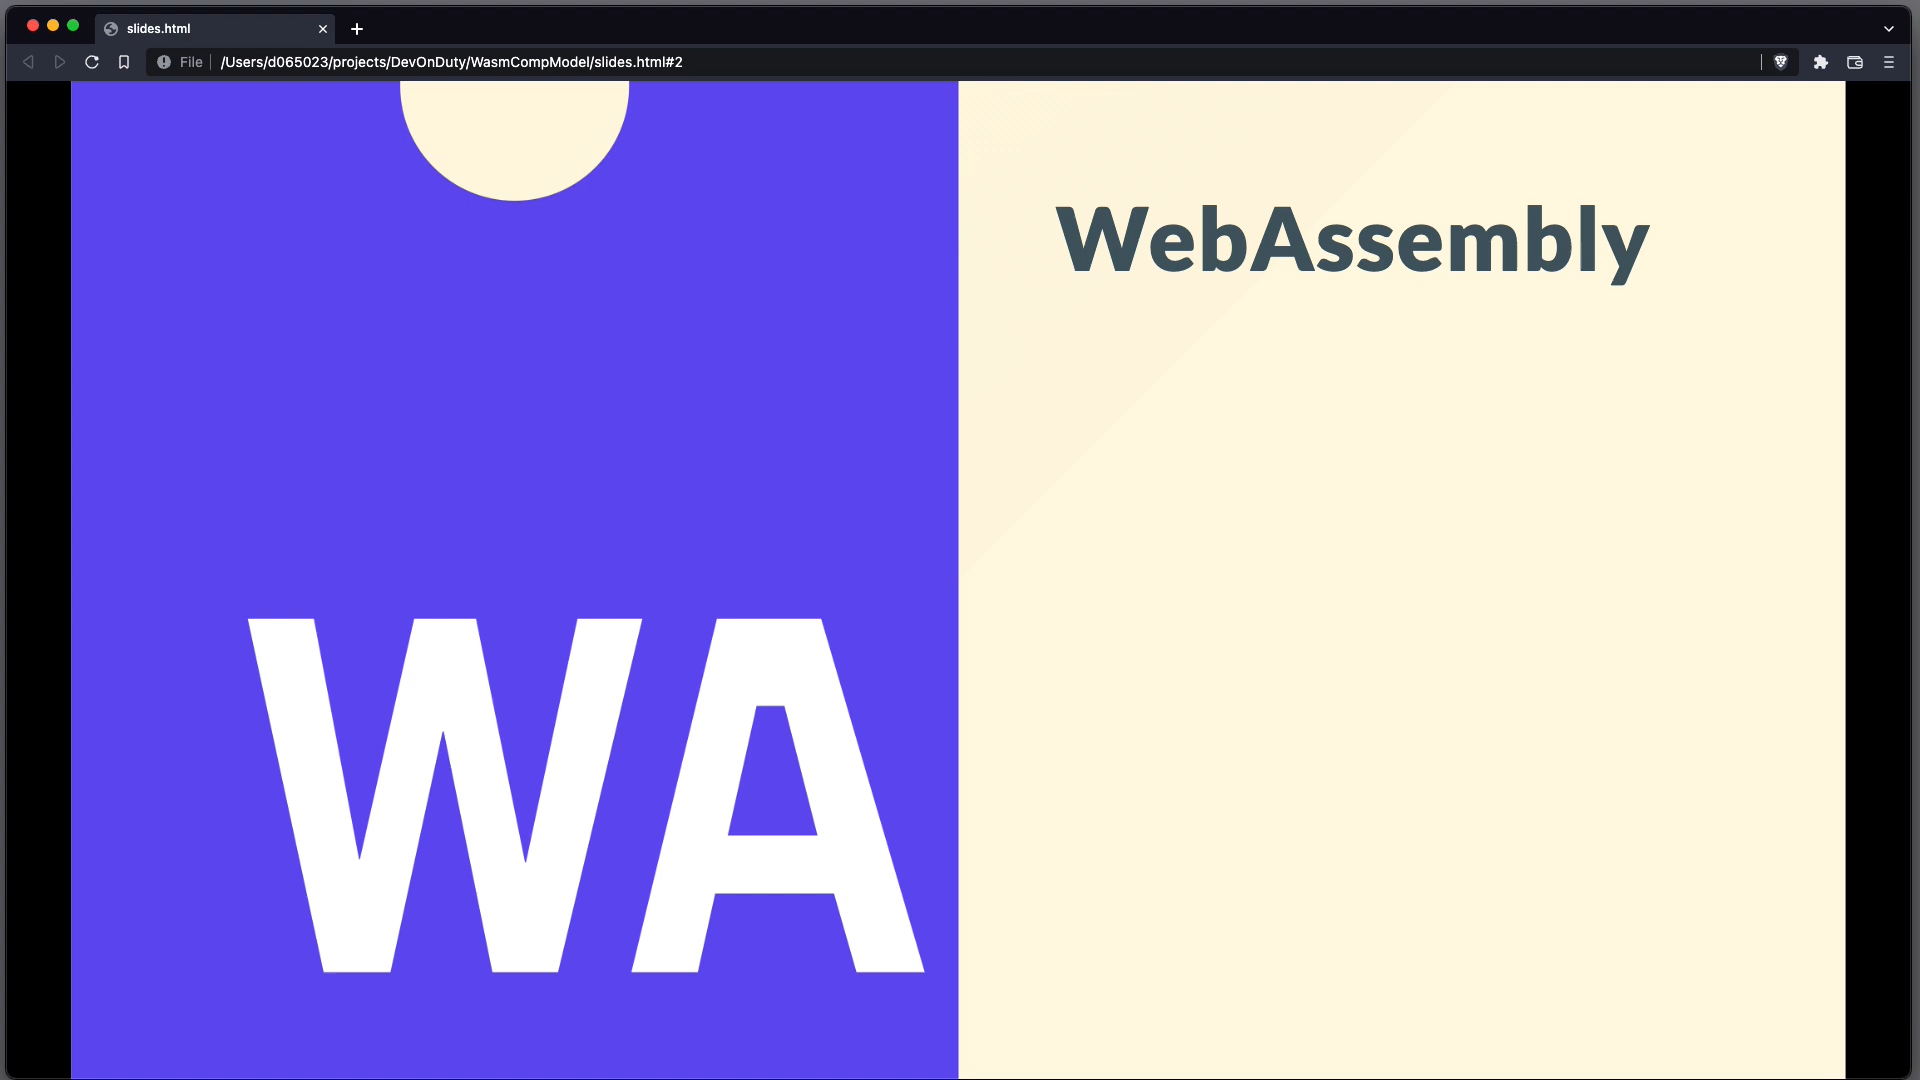 slides.html
File
/Users/d065023/projects/DevOnDuty/WasmCompModel/slides.html#2
WebAssembly
WA